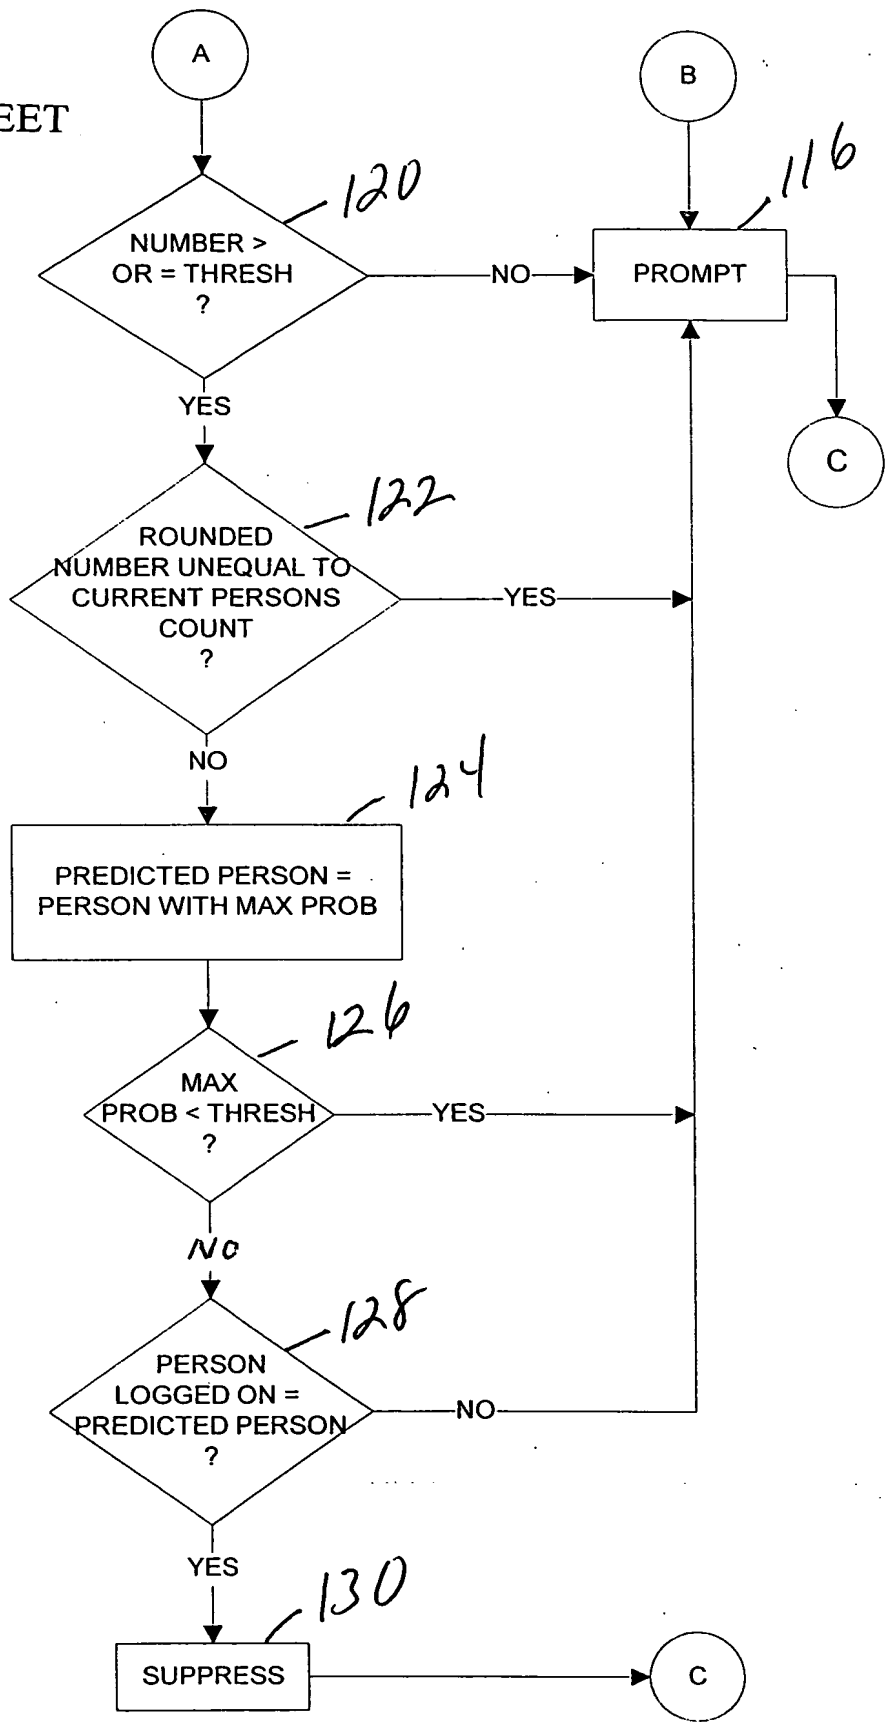 A
B
EET
120
116
NUMBER >
OR = THRESH
?
NO
PROMPT
YES
C
122
ROUNDED
NUMBER UNEQUAL TO
CURRENT PERSONS
COUNT
?
YES
NO
124
PREDICTED PERSON =
PERSON WITH MAX PROB
126
MAX
PROB < THRESH
?
YES
NO
128
PERSON
LOGGED ON =
PREDICTED PERSON
?
NO
YES
130
SUPPRESS
C